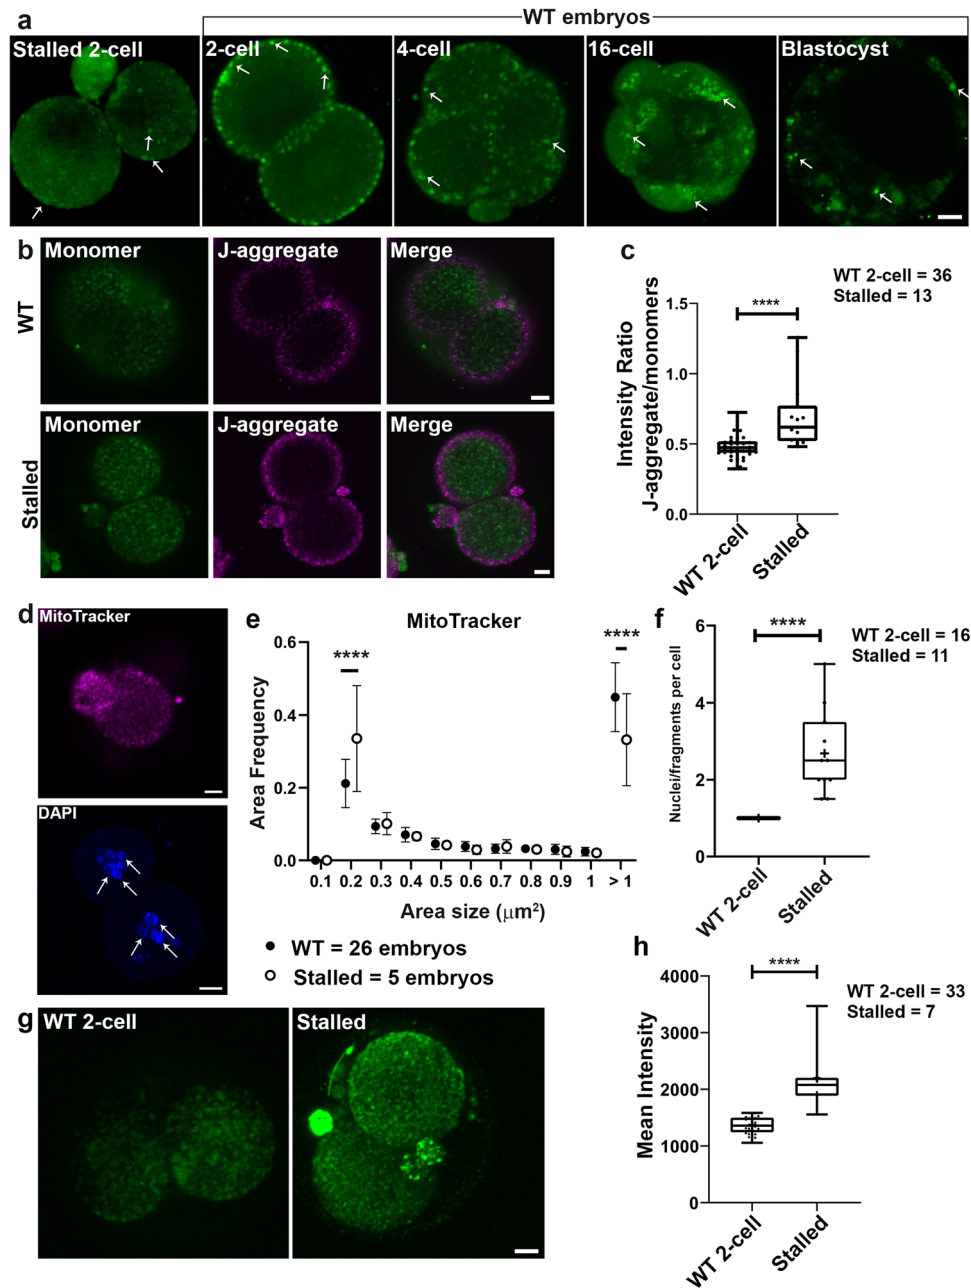 a
WT embryos
Stalled 2-cell
2-cell
4-cell
16-cell
Blastocyst
b
WT
Monomer
J-aggregate
Merge
Stalled
Monomer
J-aggregate
Merge
c
WT 2-cell = 36
Stalled = 13
Intensity Ratio
J-aggregate/monomers
1.5
1.0
0.5
0.0
****
WT 2-cell
Stalled
d
MitoTracker
DAPI
e
MitoTracker
Area Frequency
0.6
0.4
0.2
0.0
****
****
0.1 0.2 0.3 0.4 0.5 0.6 0.7 0.8 0.9 1 > 1
Area size (μm²)
WT = 26 embryos
Stalled = 5 embryos
f
WT 2-cell = 16
Stalled = 11
Nuclei/fragments per cell
6
4
2
0
****
WT 2-cell
Stalled
g
WT 2-cell
Stalled
h
WT 2-cell = 33
Stalled = 7
Mean Intensity
4000
3000
2000
1000
0
****
WT 2-cell
Stalled